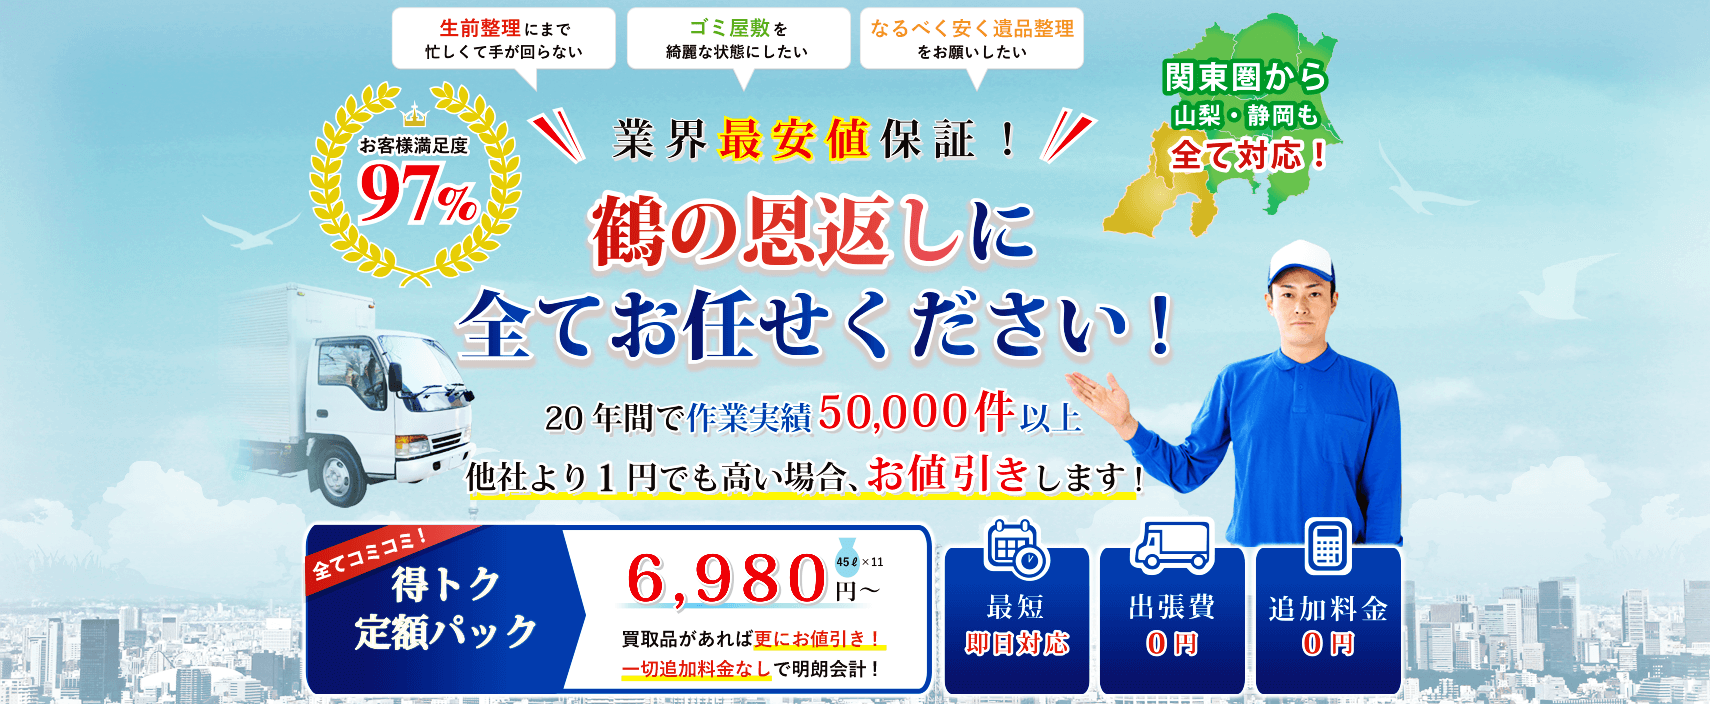 生前整理にまで
忙しくて手が回らない
ゴミ屋敷を
綺麗な状態にしたい
なるべく安く遺品整理
をお願いしたい
関東圏から
山梨・静岡も
全て対応!
お客様満足度
97%
業界最安値保証!
鶴の恩返しに
全てお任せください!
20年間で作業実績50,000件以上
他社より1円でも高い場合、お値引きします!
全てコミコミ!
得トク
定額パック
45ℓ×11
6,980円～
買取品があれば更にお値引き!
一切追加料金なしで明朗会計!
最短
即日対応
出張費
0円
追加料金
0円